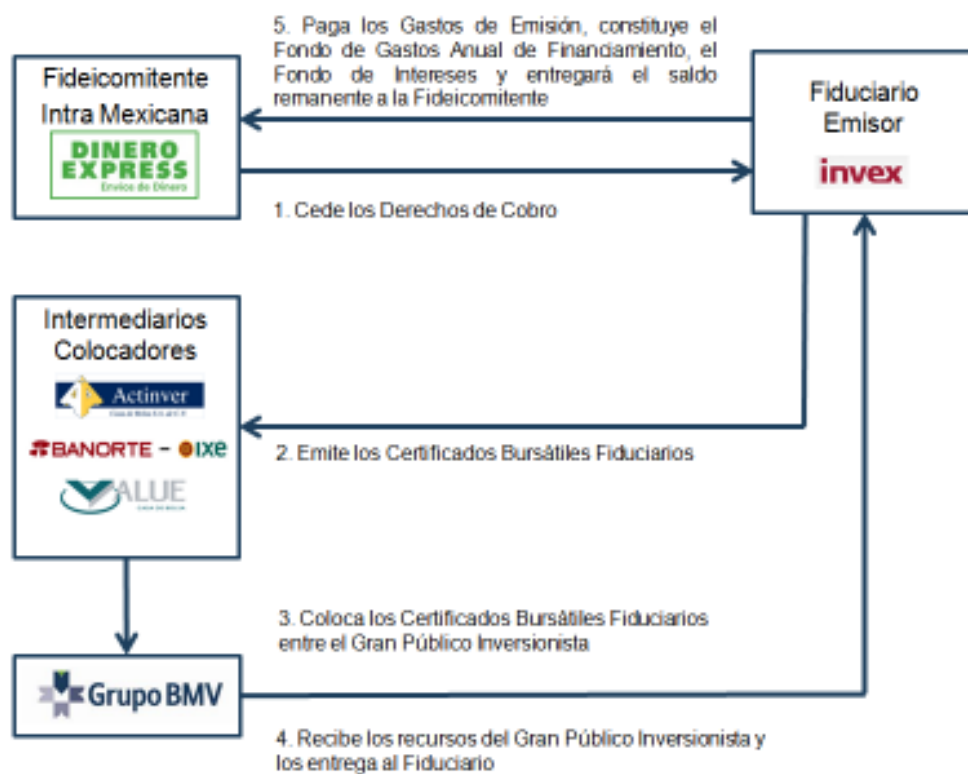 5. Paga los Gastos de Emisión, constituye el
Fondo de Gastos Anual de Financiamiento, el
Fondo de Intereses y entregará el saldo
remanente a la Fideicomitente
Fideicomitente
Intra Mexicana
DINERO
EXPRESS
Envíos de Dinero
Fiduciario
Emisor
invex
1. Cede los Derechos de Cobro
Intermediarios
Colocadores
Actinver
BANORTE - IXE
VALUE
2. Emite los Certificados Bursátiles Fiduciarios
3. Coloca los Certificados Bursátiles Fiduciarios
entre el Gran Público Inversionista
Grupo BMV
4. Recibe los recursos del Gran Público Inversionista y
los entrega al Fiduciario